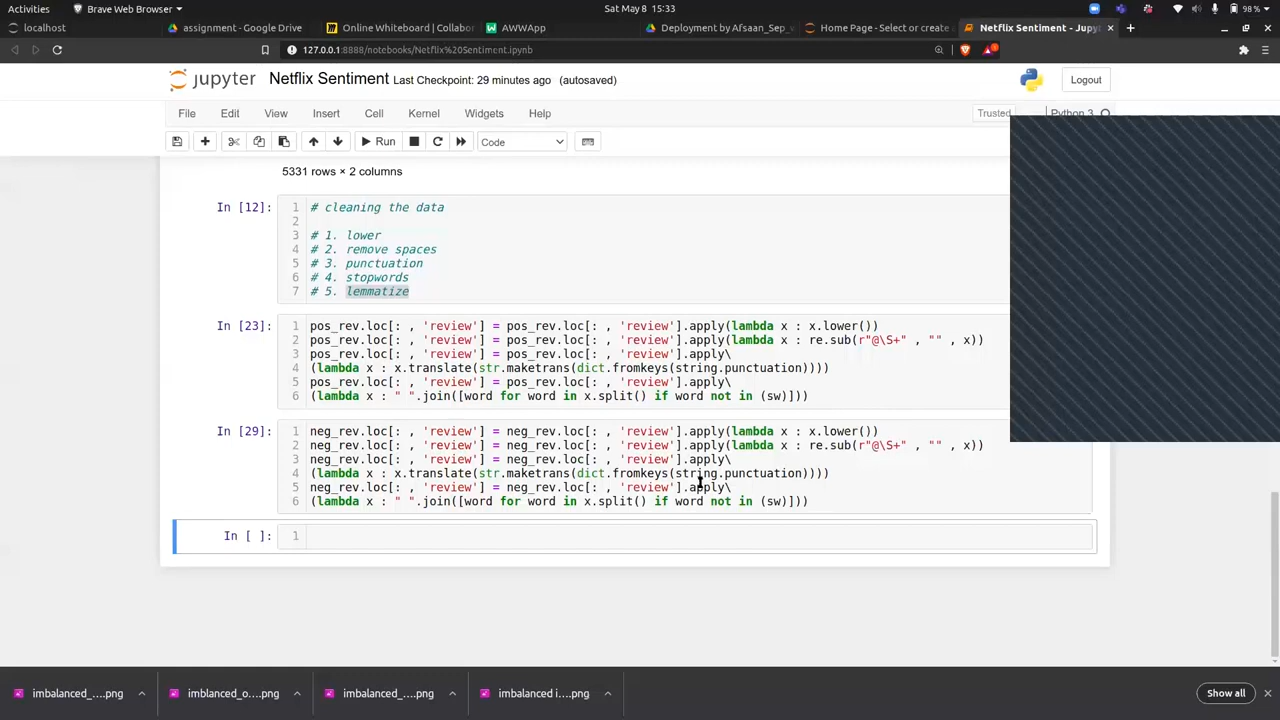 Activities
Brave Web Browser
Sat May 8 15:33
98 %
localhost
assignment - Google Drive
Online Whiteboard | Collabor
AWWApp
Deployment by Afsaan_Sep_
Home Page - Select or create
Netflix Sentiment - Jupy
127.0.0.1:8888/notebooks/Netflix%20Sentiment.ipynb
jupyter Netflix Sentiment Last Checkpoint: 29 minutes ago (autosaved)
Logout
File Edit View Insert Cell Kernel Widgets Help
Trusted
Python 3
Run
Code
5331 rows × 2 columns
In [12]:
1 # cleaning the data
2
3 # 1. lower
4 # 2. remove spaces
5 # 3. punctuation
6 # 4. stopwords
7 # 5. lemmatize
In [23]:
1 pos_rev.loc[: , 'review'] = pos_rev.loc[: , 'review'].apply(lambda x : x.lower())
2 pos_rev.loc[: , 'review'] = pos_rev.loc[: , 'review'].apply(lambda x : re.sub(r"@\S+" , "" , x))
3 pos_rev.loc[: , 'review'] = pos_rev.loc[: , 'review'].apply\
4 (lambda x : x.translate(str.maketrans(dict.fromkeys(string.punctuation))))
5 pos_rev.loc[: , 'review'] = pos_rev.loc[: , 'review'].apply\
6 (lambda x : " ".join([word for word in x.split() if word not in (sw)]))
In [29]:
1 neg_rev.loc[: , 'review'] = neg_rev.loc[: , 'review'].apply(lambda x : x.lower())
2 neg_rev.loc[: , 'review'] = neg_rev.loc[: , 'review'].apply(lambda x : re.sub(r"@\S+" , "" , x))
3 neg_rev.loc[: , 'review'] = neg_rev.loc[: , 'review'].apply\
4 (lambda x : x.translate(str.maketrans(dict.fromkeys(string.punctuation))))
5 neg_rev.loc[: , 'review'] = neg_rev.loc[: , 'review'].apply\
6 (lambda x : " ".join([word for word in x.split() if word not in (sw)]))
In [ ]:
1
imbalanced_....png
imblanced_o....png
imbalanced_....png
imbalanced i....png
Show all